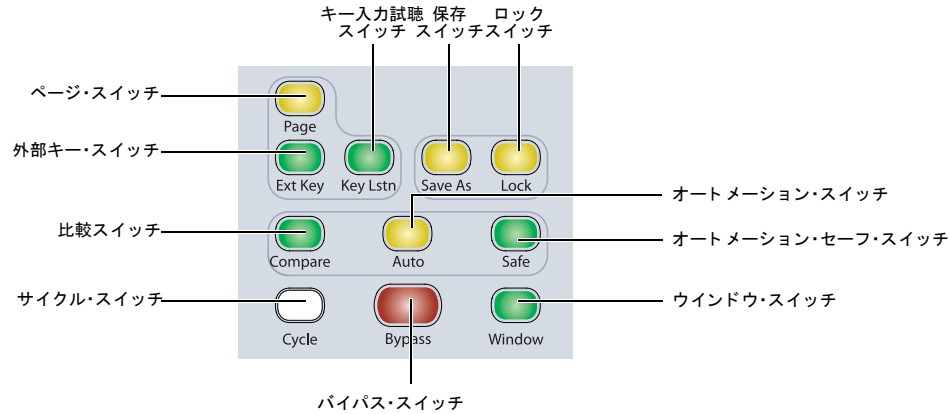 キー入力試聴 保存 ロック
スイッチ スイッチ スイッチ
ページ・スイッチ
Page
外部キー・スイッチ
Ext Key Key Lstn Save As Lock
オートメーション・スイッチ
比較スイッチ
オートメーション・セーフ・スイッチ
Compare Auto Safe
サイクル・スイッチ
ウインドウ・スイッチ
Cycle Bypass Window
バイパス・スイッチ